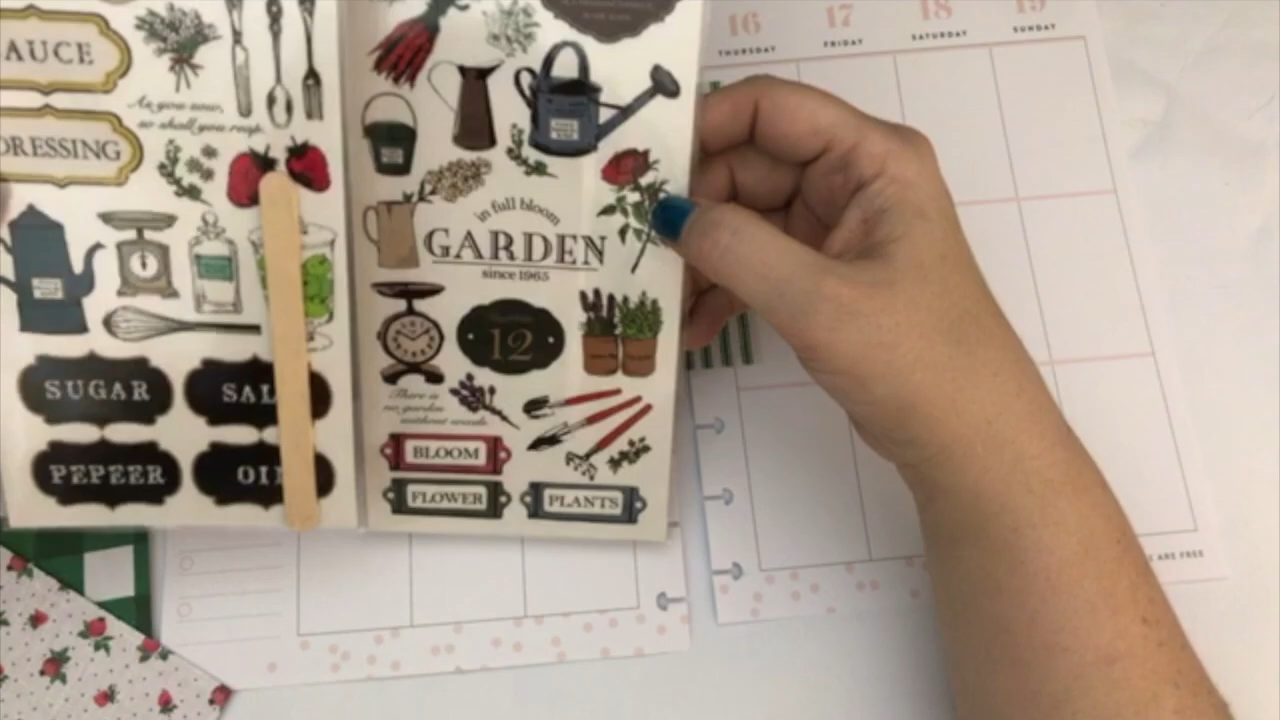 AUCE
DRESSING
As you sow,
so shall you reap.
SUGAR
SAL
PEPEER
OI
in full bloom
GARDEN
since 1965
12
There is
no garden
without weeds.
BLOOM
FLOWER
PLANTS
16
THURSDAY
17
FRIDAY
18
SATURDAY
19
SUNDAY
ARE FREE